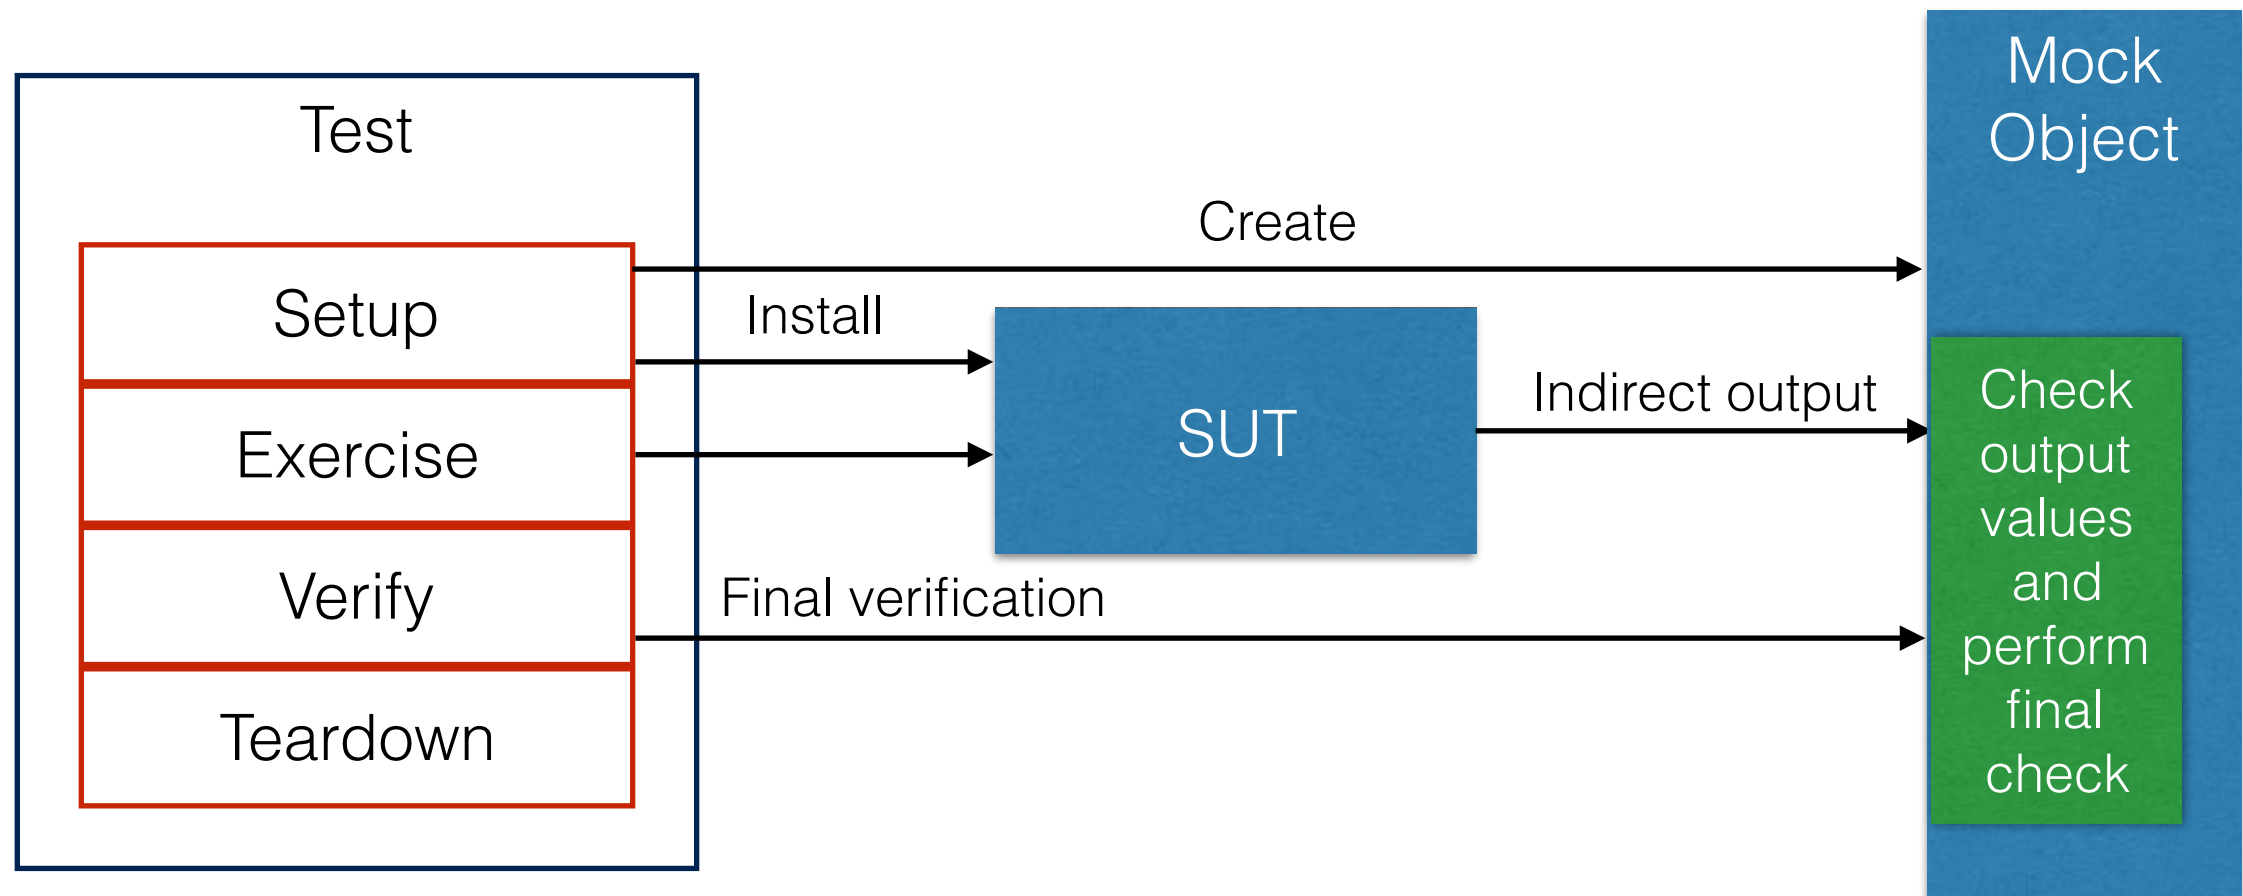 Test
Setup
Exercise
Verify
Teardown
Create
Install
SUT
Indirect output
Final verification
Mock
Object
Check
output
values
and
perform
final
check